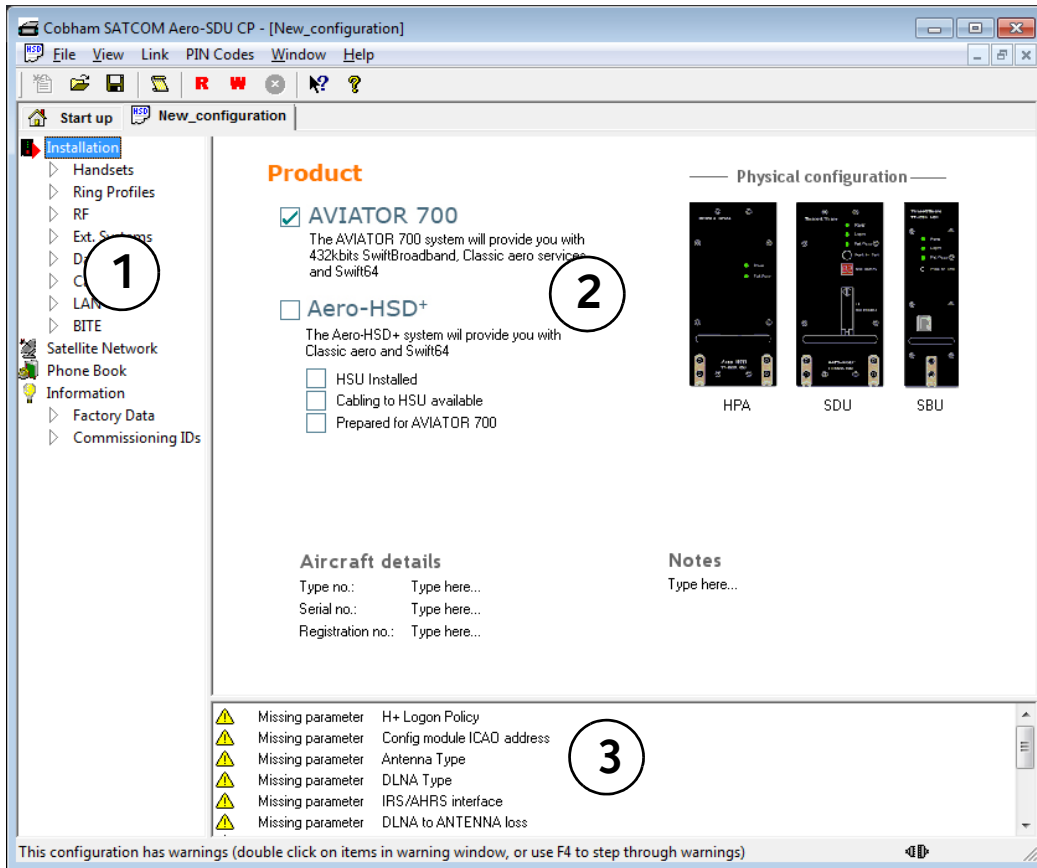 Cobham SATCOM Aero-SDU CP - [New_configuration]
File View Link PIN Codes Window Help
R W
Start up New_configuration
Installation
Handsets
Ring Profiles
RF
Ext. Systems
LAN
BITE
Satellite Network
Phone Book
Information
Factory Data
Commissioning IDs
1
Product
AVIATOR 700
The AVIATOR 700 system will provide you with
432kbits SwiftBroadband, Classic aero services
and Swift64
2
Aero-HSD+
The Aero-HSD+ system wil provide you with
Classic aero and Swift64
HSU Installed
Cabling to HSU available
Prepared for AVIATOR 700
Physical configuration
HPA SDU SBU
Aircraft details
Type no.: Type here...
Serial no.: Type here...
Registration no.: Type here...
Notes
Type here...
Missing parameter H+ Logon Policy
Missing parameter Config module ICAO address
Missing parameter Antenna Type
Missing parameter DLNA Type
Missing parameter IRS/AHRS interface
Missing parameter DLNA to ANTENNA loss
3
This configuration has warnings (double click on items in warning window, or use F4 to step through warnings)